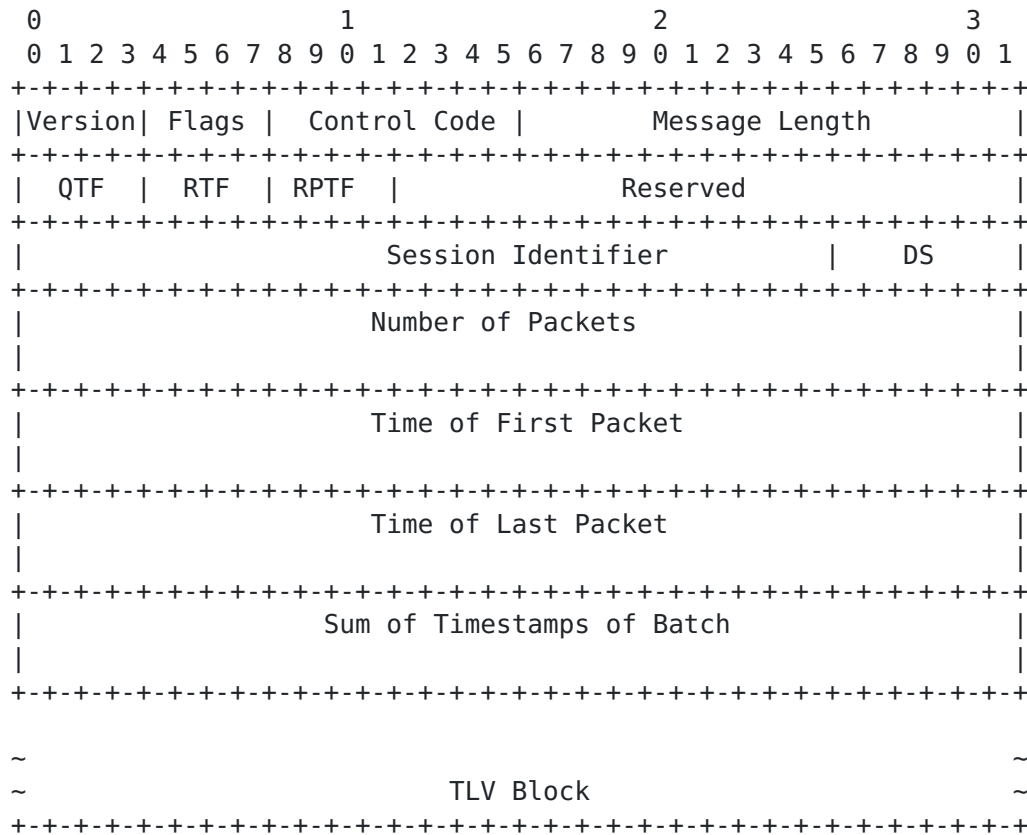 0                   1                   2                   3
 0 1 2 3 4 5 6 7 8 9 0 1 2 3 4 5 6 7 8 9 0 1 2 3 4 5 6 7 8 9 0 1
+-+-+-+-+-+-+-+-+-+-+-+-+-+-+-+-+-+-+-+-+-+-+-+-+-+-+-+-+-+-+-+-+
|Version| Flags |  Control Code |        Message Length         |
+-+-+-+-+-+-+-+-+-+-+-+-+-+-+-+-+-+-+-+-+-+-+-+-+-+-+-+-+-+-+-+-+
|  QTF  |  RTF  | RPTF  |              Reserved                 |
+-+-+-+-+-+-+-+-+-+-+-+-+-+-+-+-+-+-+-+-+-+-+-+-+-+-+-+-+-+-+-+-+
|                       Session Identifier          |    DS     |
+-+-+-+-+-+-+-+-+-+-+-+-+-+-+-+-+-+-+-+-+-+-+-+-+-+-+-+-+-+-+-+-+
|                      Number of Packets                        |
|                                                               |
+-+-+-+-+-+-+-+-+-+-+-+-+-+-+-+-+-+-+-+-+-+-+-+-+-+-+-+-+-+-+-+-+
|                      Time of First Packet                     |
|                                                               |
+-+-+-+-+-+-+-+-+-+-+-+-+-+-+-+-+-+-+-+-+-+-+-+-+-+-+-+-+-+-+-+-+
|                      Time of Last Packet                      |
|                                                               |
+-+-+-+-+-+-+-+-+-+-+-+-+-+-+-+-+-+-+-+-+-+-+-+-+-+-+-+-+-+-+-+-+
|                   Sum of Timestamps of Batch                  |
|                                                               |
+-+-+-+-+-+-+-+-+-+-+-+-+-+-+-+-+-+-+-+-+-+-+-+-+-+-+-+-+-+-+-+-+
~                                                               ~
~                           TLV Block                           ~
+-+-+-+-+-+-+-+-+-+-+-+-+-+-+-+-+-+-+-+-+-+-+-+-+-+-+-+-+-+-+-+-+